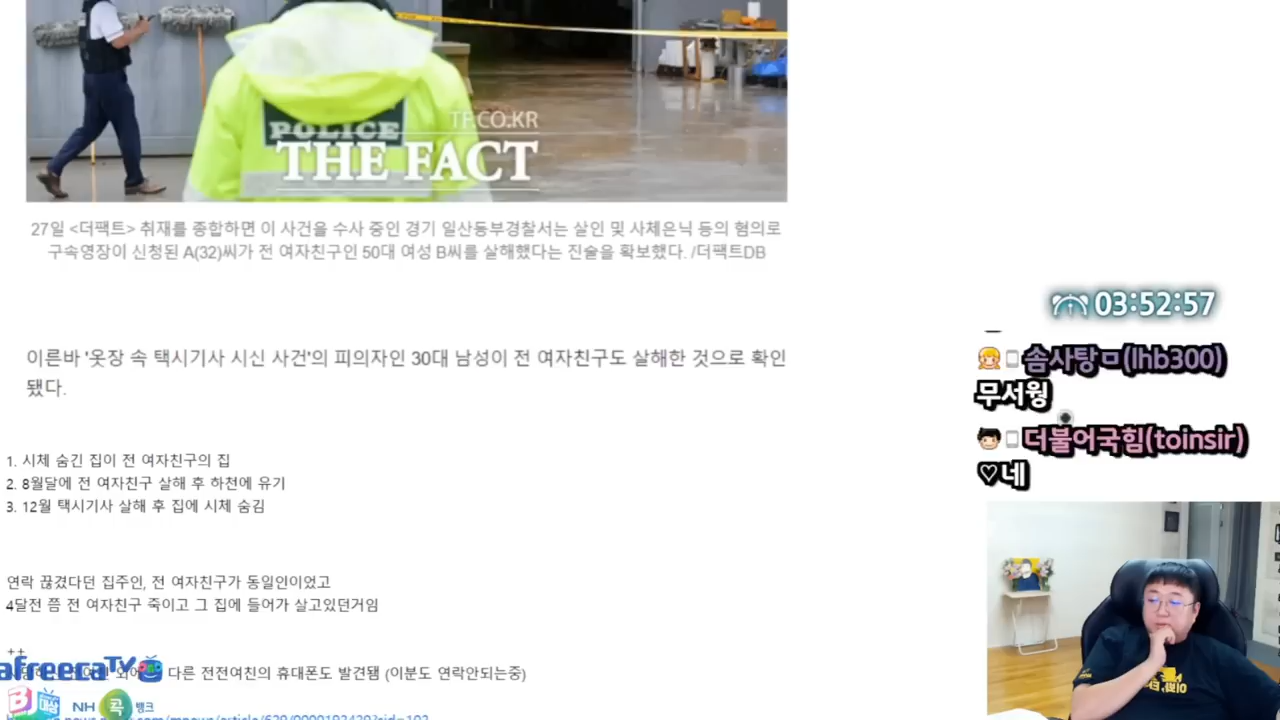 POLICE
TF.CO.KR
THE FACT
27일 <더팩트> 취재를 종합하면 이 사건을 수사 중인 경기 일산동부경찰서는 살인 및 사체은닉 등의 혐의로
구속영장이 신청된 A(32)씨가 전 여자친구인 50대 여성 B씨를 살해했다는 진술을 확보했다. /더팩트DB
이른바 '옷장 속 택시기사 시신 사건'의 피의자인 30대 남성이 전 여자친구도 살해한 것으로 확인
됐다.
1. 시체 숨긴 집이 전 여자친구의 집
2. 8월달에 전 여자친구 살해 후 하천에 유기
3. 12월 택시기사 살해 후 집에 시체 숨김
연락 끊겼다던 집주인, 전 여자친구가 동일인이었고
4달전 쯤 전 여자친구 죽이고 그 집에 들어가 살고있던거임
++
다른 전전여친의 휴대폰도 발견됨 (이분도 연락안되는중)
afreecaTV
NH 콕 뱅크
03:52:57
솜사탕ㅁ(lhb300)
무서웡
더불어국힘(toinsir)
♡네